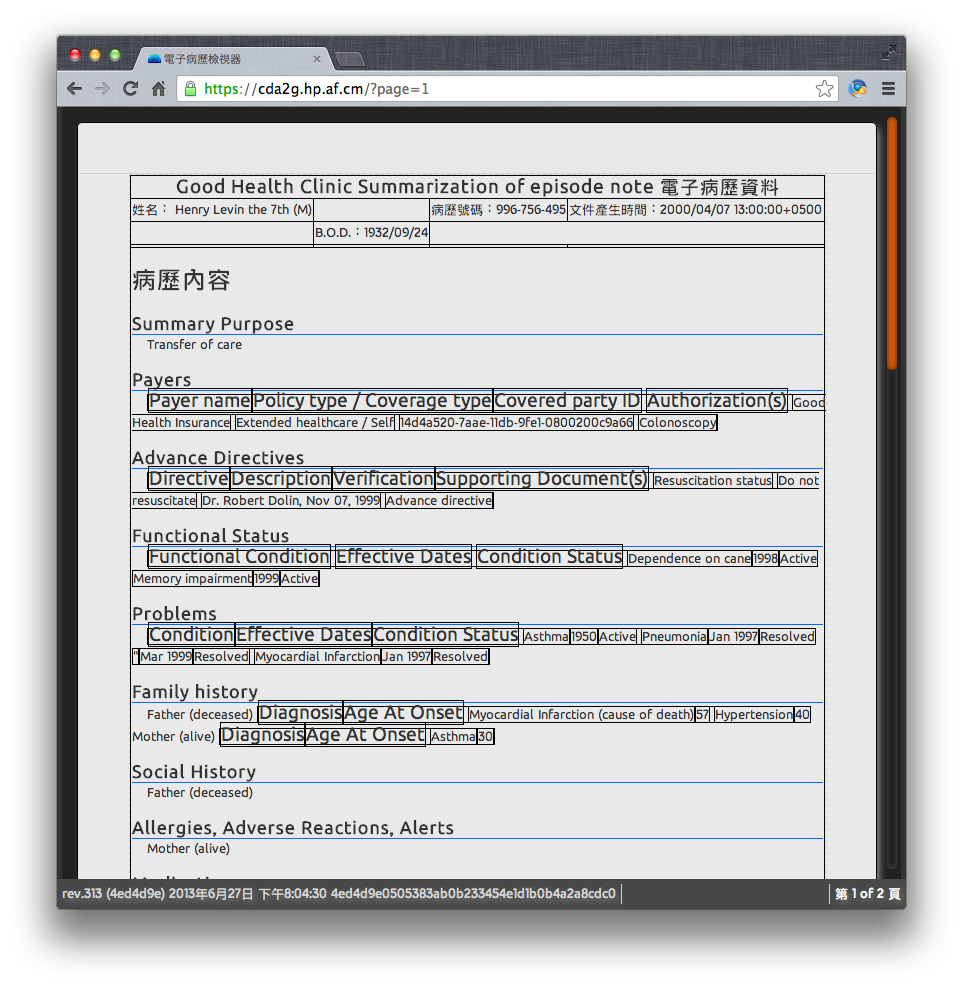 電子病歷檢視器
https://cda2g.hp.af.cm/?page=1
Good Health Clinic Summarization of episode note 電子病歷資料
姓名： Henry Levin the 7th (M) 病歷號碼：996-756-495 文件產生時間：2000/04/07 13:00:00+0500
B.O.D.：1932/09/24
病歷內容
Summary Purpose
Transfer of care
Payers
Payer name Policy type / Coverage type Covered party ID Authorization(s) Good
Health Insurance Extended healthcare / Self 14d4a520-7aae-11db-9fe1-0800200c9a66 Colonoscopy
Advance Directives
Directive Description Verification Supporting Document(s) Resuscitation status Do not
resuscitate Dr. Robert Dolin, Nov 07, 1999 Advance directive
Functional Status
Functional Condition Effective Dates Condition Status Dependence on cane 1998 Active
Memory impairment 1999 Active
Problems
Condition Effective Dates Condition Status Asthma 1950 Active Pneumonia Jan 1997 Resolved
" Mar 1999 Resolved Myocardial Infarction Jan 1997 Resolved
Family history
Father (deceased) Diagnosis Age At Onset Myocardial Infarction (cause of death) 57 Hypertension 40
Mother (alive) Diagnosis Age At Onset Asthma 30
Social History
Father (deceased)
Allergies, Adverse Reactions, Alerts
Mother (alive)
rev.313 (4ed4d9e) 2013年6月27日 下午8:04:30 4ed4d9e0505383ab0b233454e1d1b0b4a2a8cdc0 第 1 of 2 頁